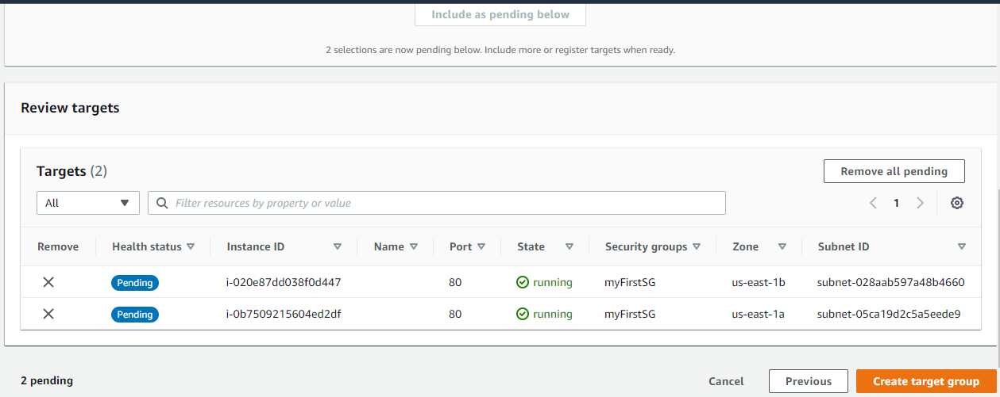 Include as pending below
2 selections are now pending below. Include more or register targets when ready.
Review targets
Targets (2)
Remove all pending
All
Filter resources by property or value
1
Remove Health status Instance ID Name Port State Security groups Zone Subnet ID
Pending i-020e87dd038f0d447 80 running myFirstSG us-east-1b subnet-028aab597a48b4660
Pending i-0b7509215604ed2df 80 running myFirstSG us-east-1a subnet-05ca19d2c5a5eede9
2 pending Cancel Previous Create target group